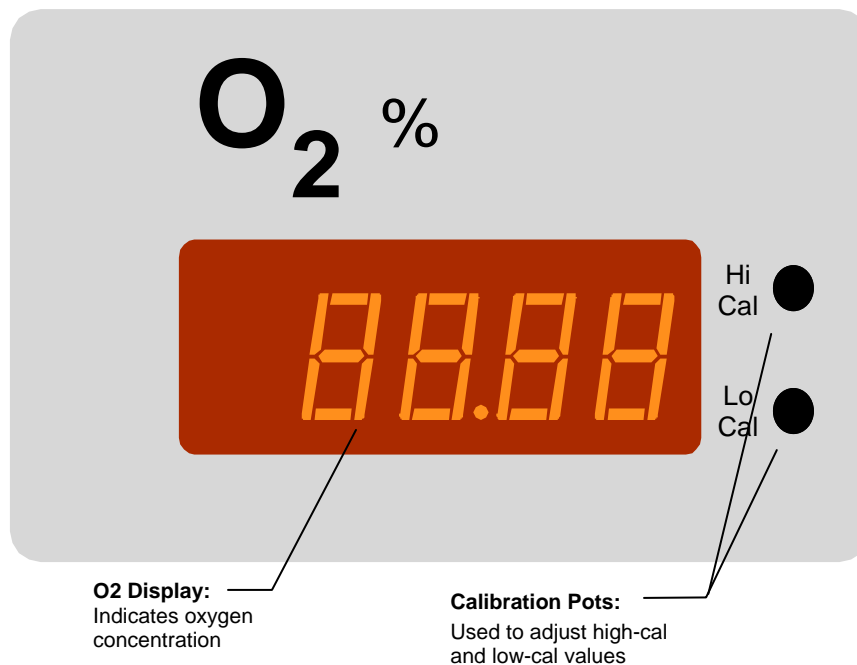 O2 %
88.88
Hi
Cal
Lo
Cal
O2 Display:
Indicates oxygen
concentration
Calibration Pots:
Used to adjust high-cal
and low-cal values